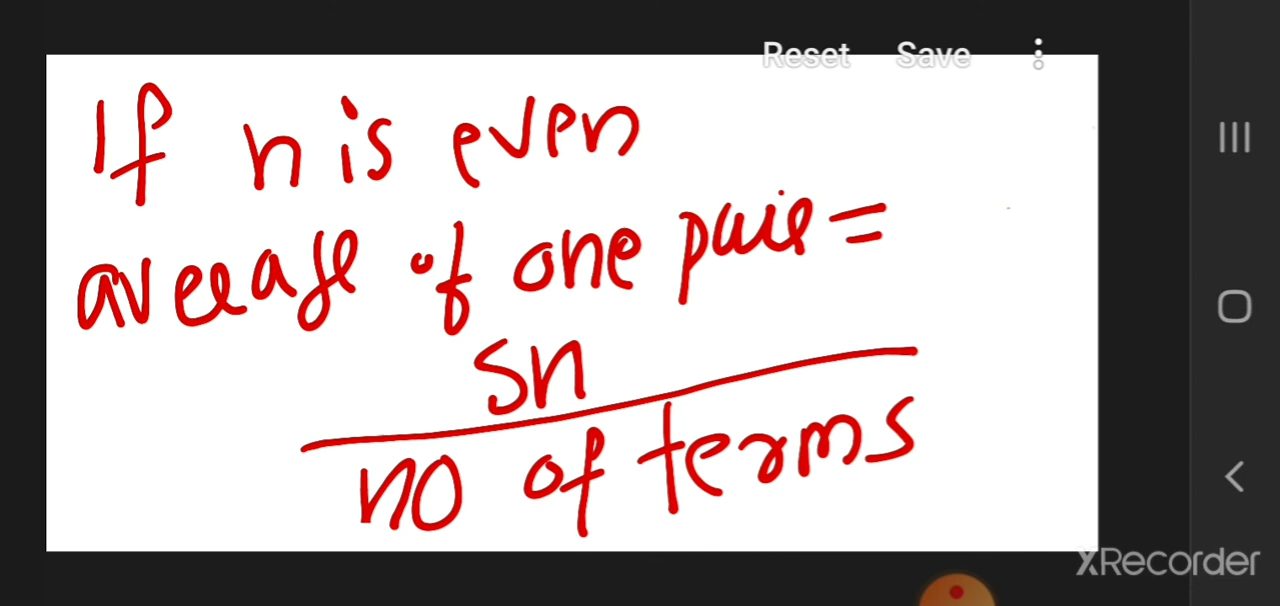 Reset Save
If n is even
average of one pair =
Sn
no of terms
XRecorder